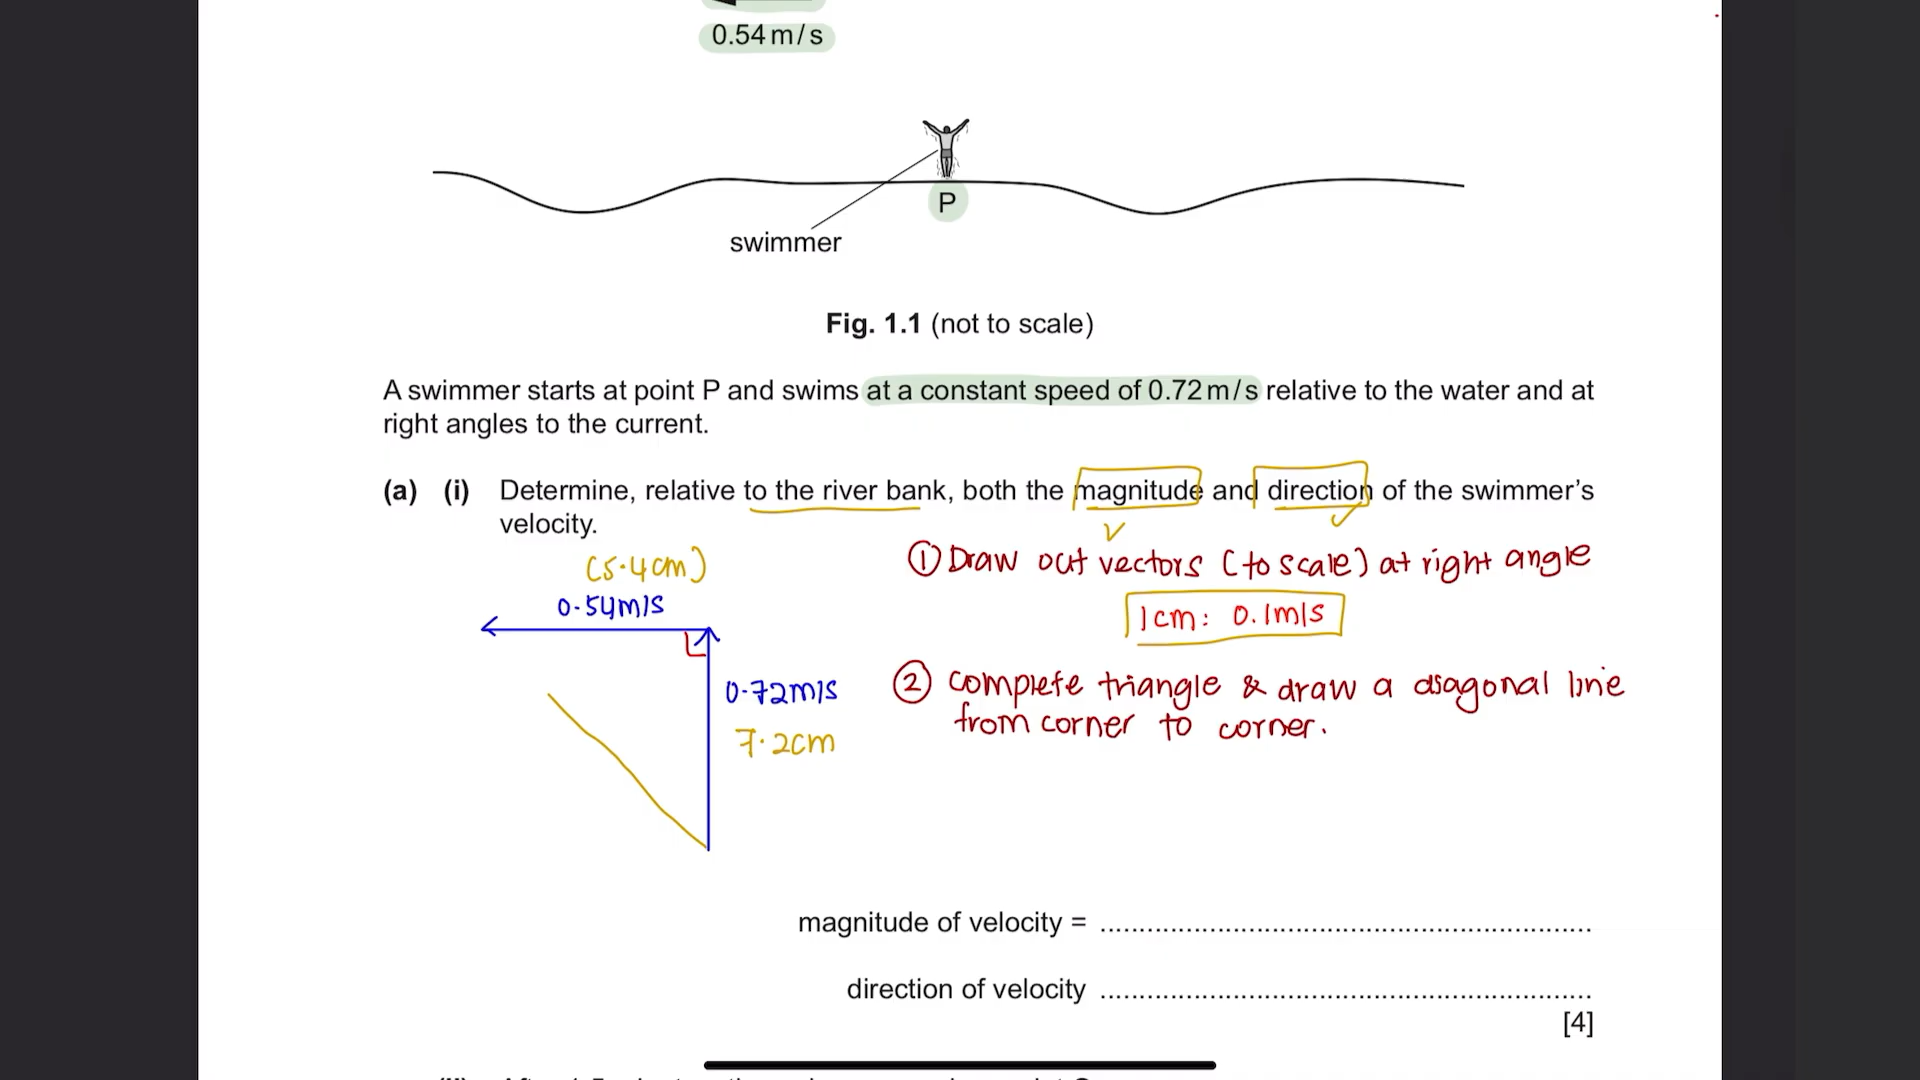 0.54 m/s
P
swimmer
Fig. 1.1 (not to scale)
A swimmer starts at point P and swims at a constant speed of 0.72 m/s relative to the water and at
right angles to the current.
(a) (i) Determine, relative to the river bank, both the magnitude and direction of the swimmer's
velocity.
(5.4cm)
① Draw out vectors (to scale) at right angle
0.54m/s
1cm: 0.1m/s
0.72m/s
② complete triangle & draw a diagonal line
from corner to corner.
7.2cm
magnitude of velocity = ................................................................
direction of velocity ................................................................
[4]